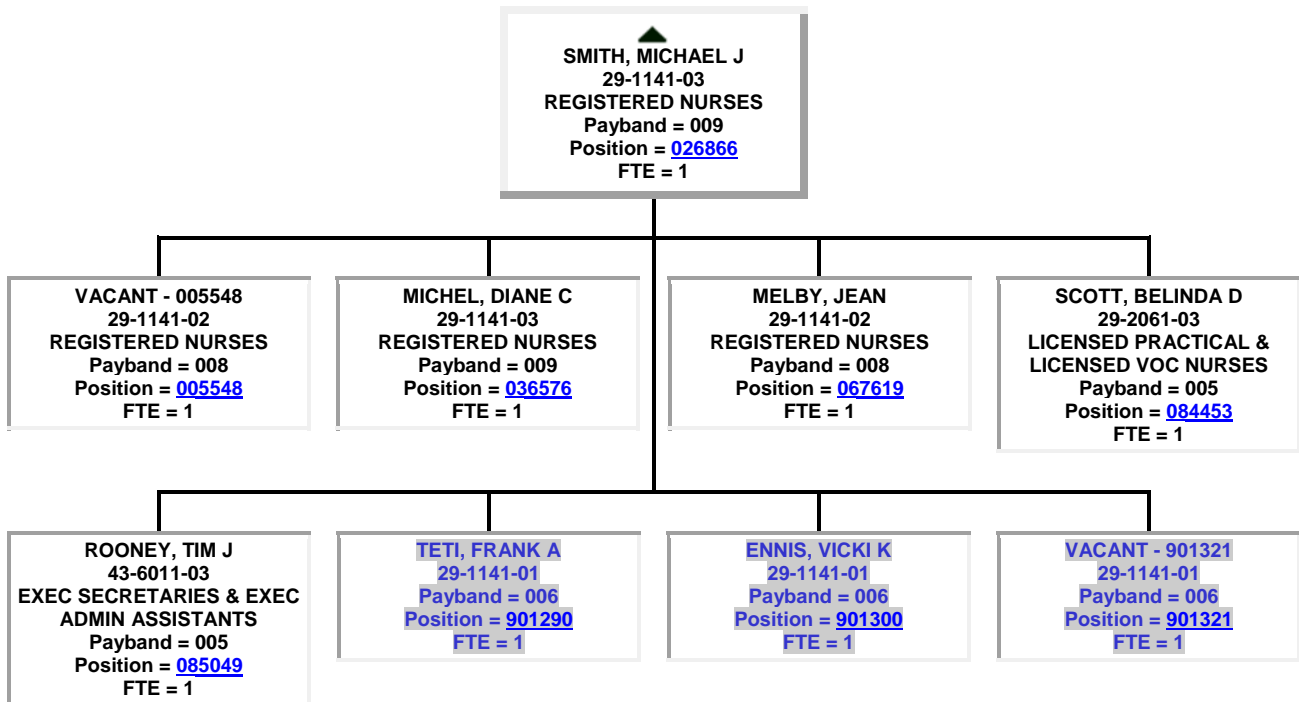 SMITH, MICHAEL J
29-1141-03
REGISTERED NURSES
Payband = 009
Position = 026866
FTE = 1
VACANT - 005548
29-1141-02
REGISTERED NURSES
Payband = 008
Position = 005548
FTE = 1
MICHEL, DIANE C
29-1141-03
REGISTERED NURSES
Payband = 009
Position = 036576
FTE = 1
MELBY, JEAN
29-1141-02
REGISTERED NURSES
Payband = 008
Position = 067619
FTE = 1
SCOTT, BELINDA D
29-2061-03
LICENSED PRACTICAL &
LICENSED VOC NURSES
Payband = 005
Position = 084453
FTE = 1
ROONEY, TIM J
43-6011-03
EXEC SECRETARIES & EXEC
ADMIN ASSISTANTS
Payband = 005
Position = 085049
FTE = 1
TETI, FRANK A
29-1141-01
Payband = 006
Position = 901290
FTE = 1
ENNIS, VICKI K
29-1141-01
Payband = 006
Position = 901300
FTE = 1
VACANT - 901321
29-1141-01
Payband = 006
Position = 901321
FTE = 1